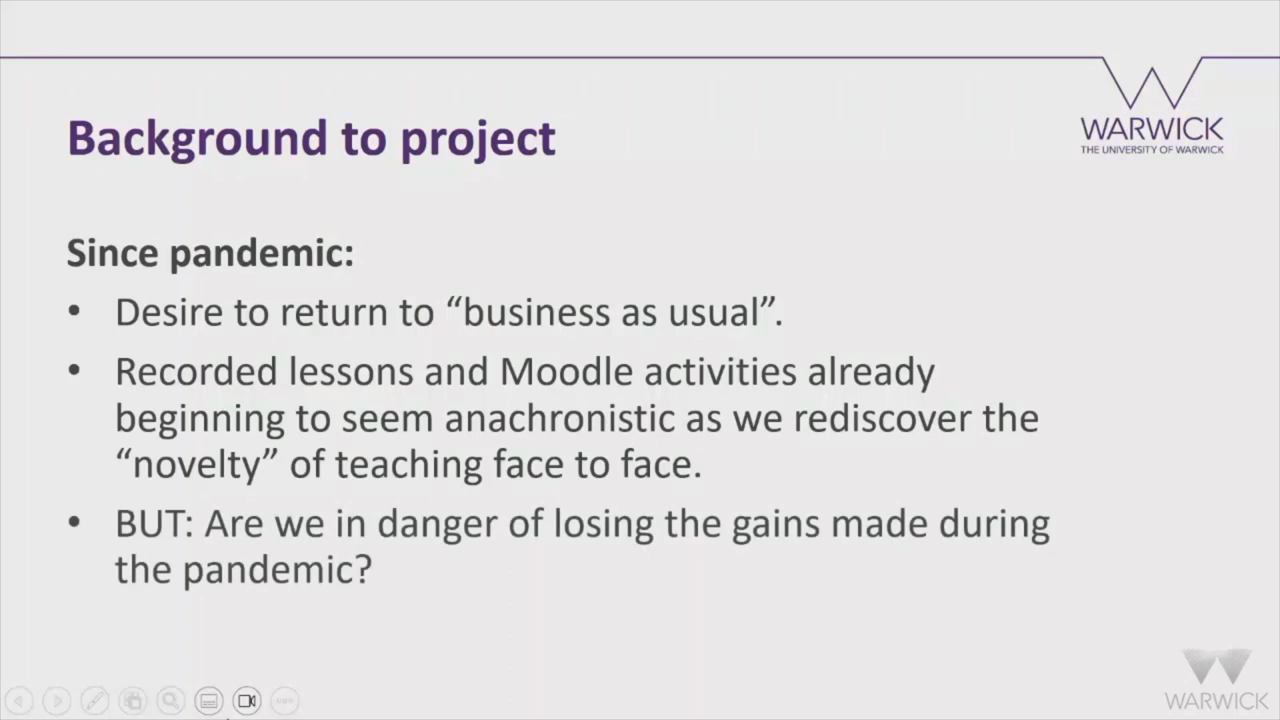 WARWICK
THE UNIVERSITY OF WARWICK
Background to project
Since pandemic:
• Desire to return to “business as usual”.
• Recorded lessons and Moodle activities already
beginning to seem anachronistic as we rediscover the
“novelty” of teaching face to face.
• BUT: Are we in danger of losing the gains made during
the pandemic?
WARWICK